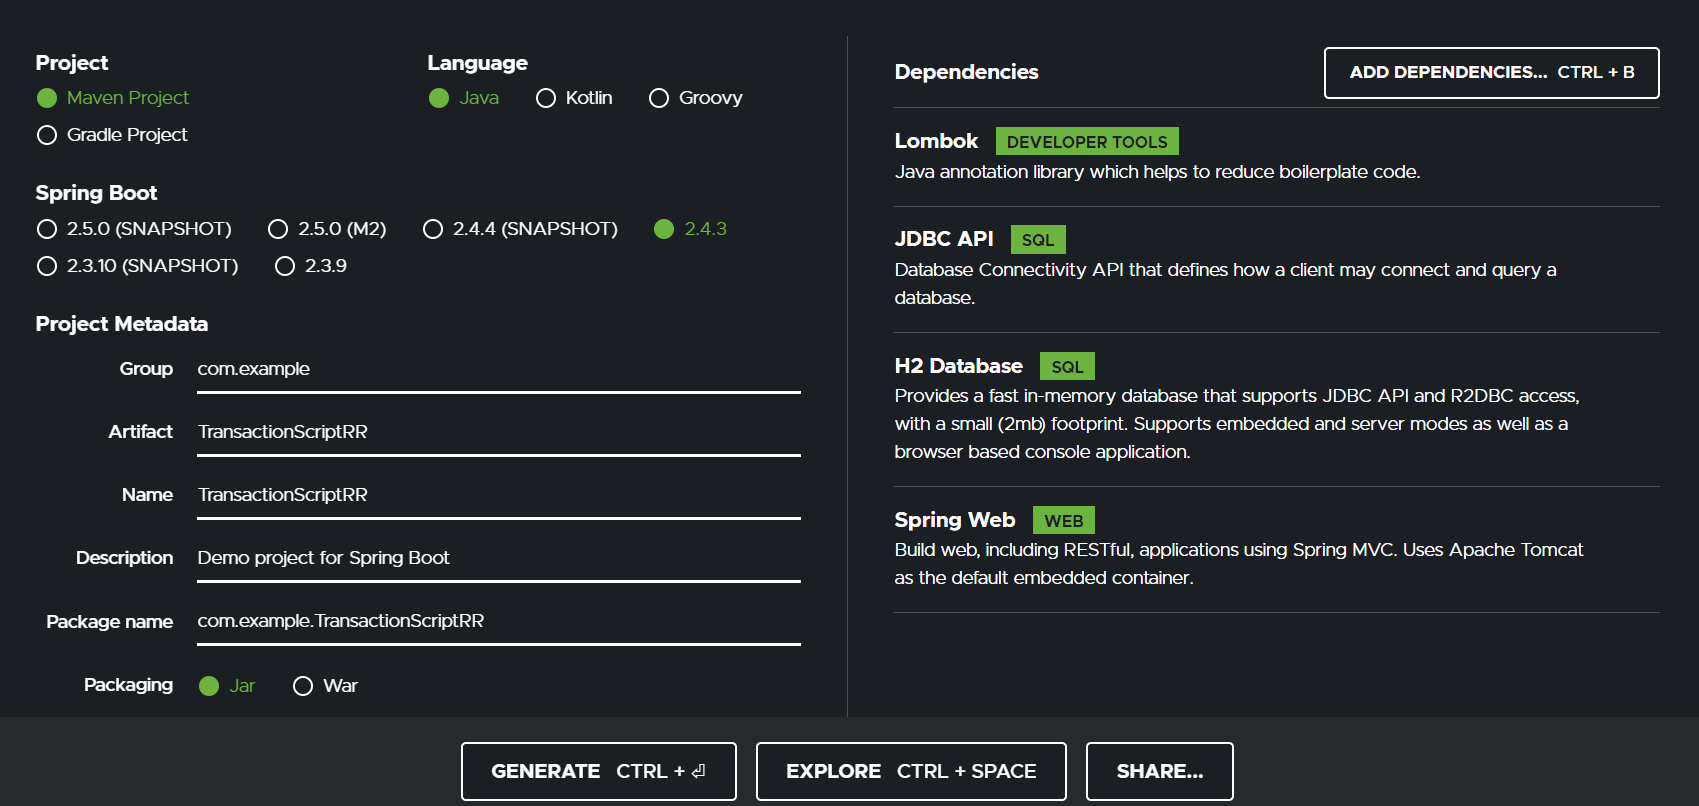 Project
Maven Project
Gradle Project
Language
Java Kotlin Groovy
Spring Boot
2.5.0 (SNAPSHOT) 2.5.0 (M2) 2.4.4 (SNAPSHOT) 2.4.3
2.3.10 (SNAPSHOT) 2.3.9
Project Metadata
Group com.example
Artifact TransactionScriptRR
Name TransactionScriptRR
Description Demo project for Spring Boot
Package name com.example.TransactionScriptRR
Packaging Jar War
Dependencies ADD DEPENDENCIES... CTRL + B
Lombok DEVELOPER TOOLS
Java annotation library which helps to reduce boilerplate code.
JDBC API SQL
Database Connectivity API that defines how a client may connect and query a
database.
H2 Database SQL
Provides a fast in-memory database that supports JDBC API and R2DBC access,
with a small (2mb) footprint. Supports embedded and server modes as well as a
browser based console application.
Spring Web WEB
Build web, including RESTful, applications using Spring MVC. Uses Apache Tomcat
as the default embedded container.
GENERATE CTRL + ⏎ EXPLORE CTRL + SPACE SHARE...